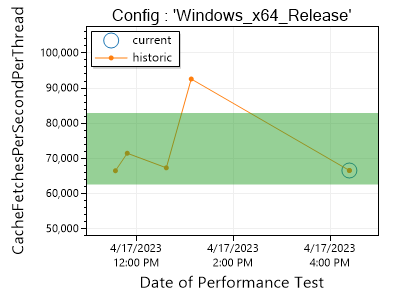 Config : 'Windows_x64_Release'
current
historic
CacheFetchesPerSecondPerThread
100,000
90,000
80,000
70,000
60,000
50,000
4/17/2023
12:00 PM
4/17/2023
2:00 PM
4/17/2023
4:00 PM
Date of Performance Test